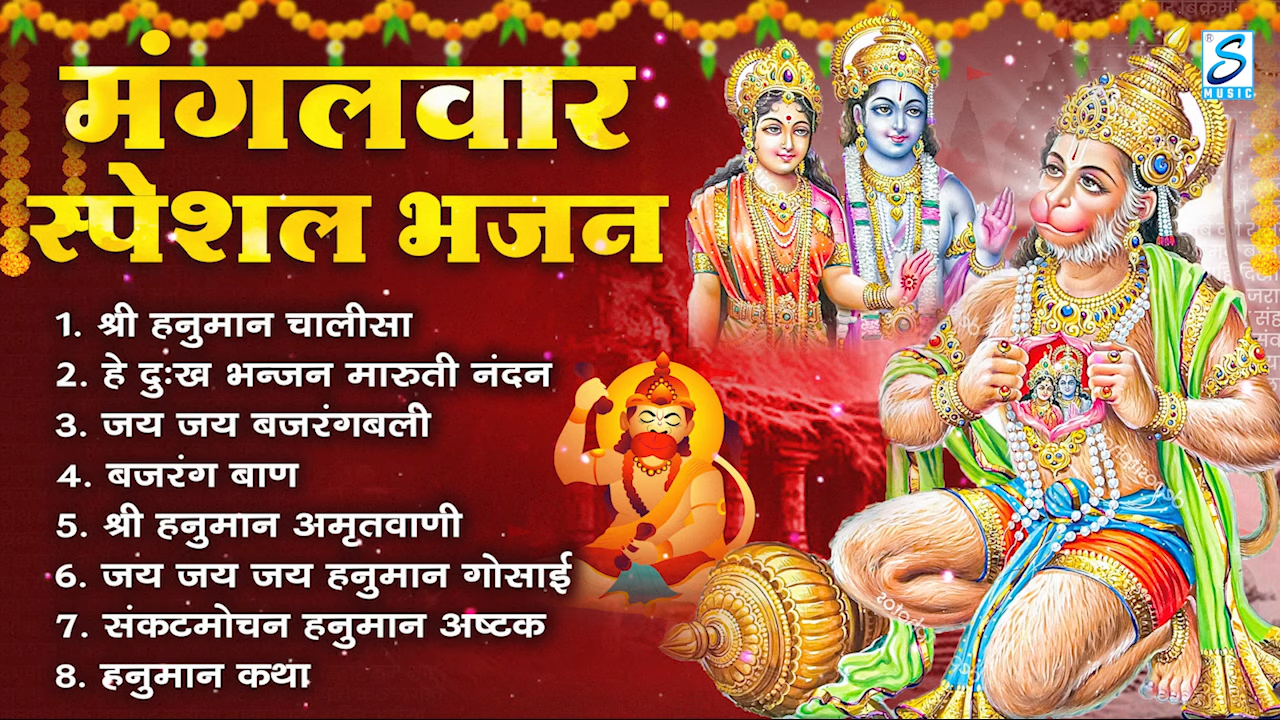 मंगलवार
स्पेशल भजन
1. श्री हनुमान चालीसा
2. हे दुःख भन्जन मारुती नंदन
3. जय जय बजरंगबली
4. बजरंग बाण
5. श्री हनुमान अमृतवाणी
6. जय जय जय हनुमान गोसाई
7. संकटमोचन हनुमान अष्टक
8. हनुमान कथा
S
MUSIC
®